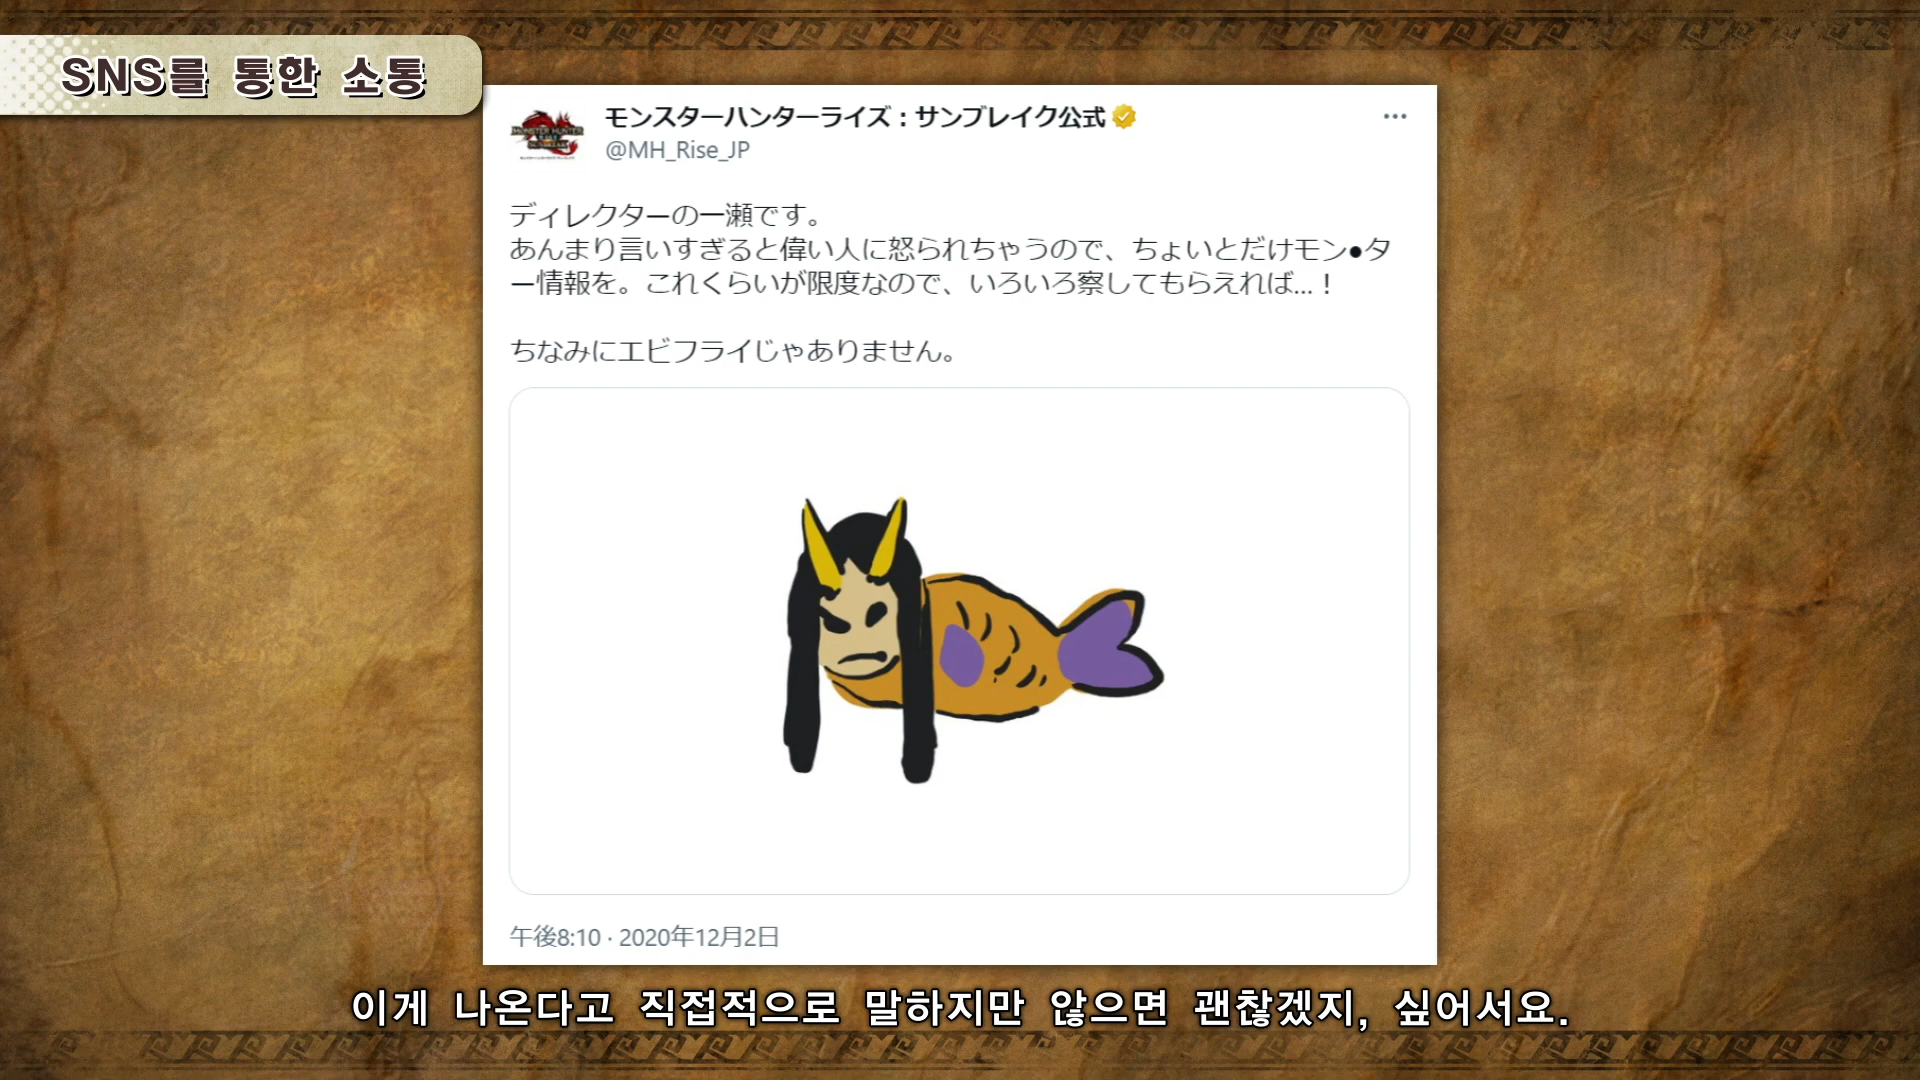 SNS를 통한 소통
モンスターハンターライズ：サンブレイク公式
@MH_Rise_JP
ディレクターの一瀬です。
あんまり言いすぎると偉い人に怒られちゃうので、ちょいとだけモン●タ
ー情報を。これくらいが限度なので、いろいろ察してもらえれば...！
ちなみにエビフライじゃありません。
午後8:10 · 2020年12月2日
이게 나온다고 직접적으로 말하지만 않으면 괜찮겠지, 싶어서요.